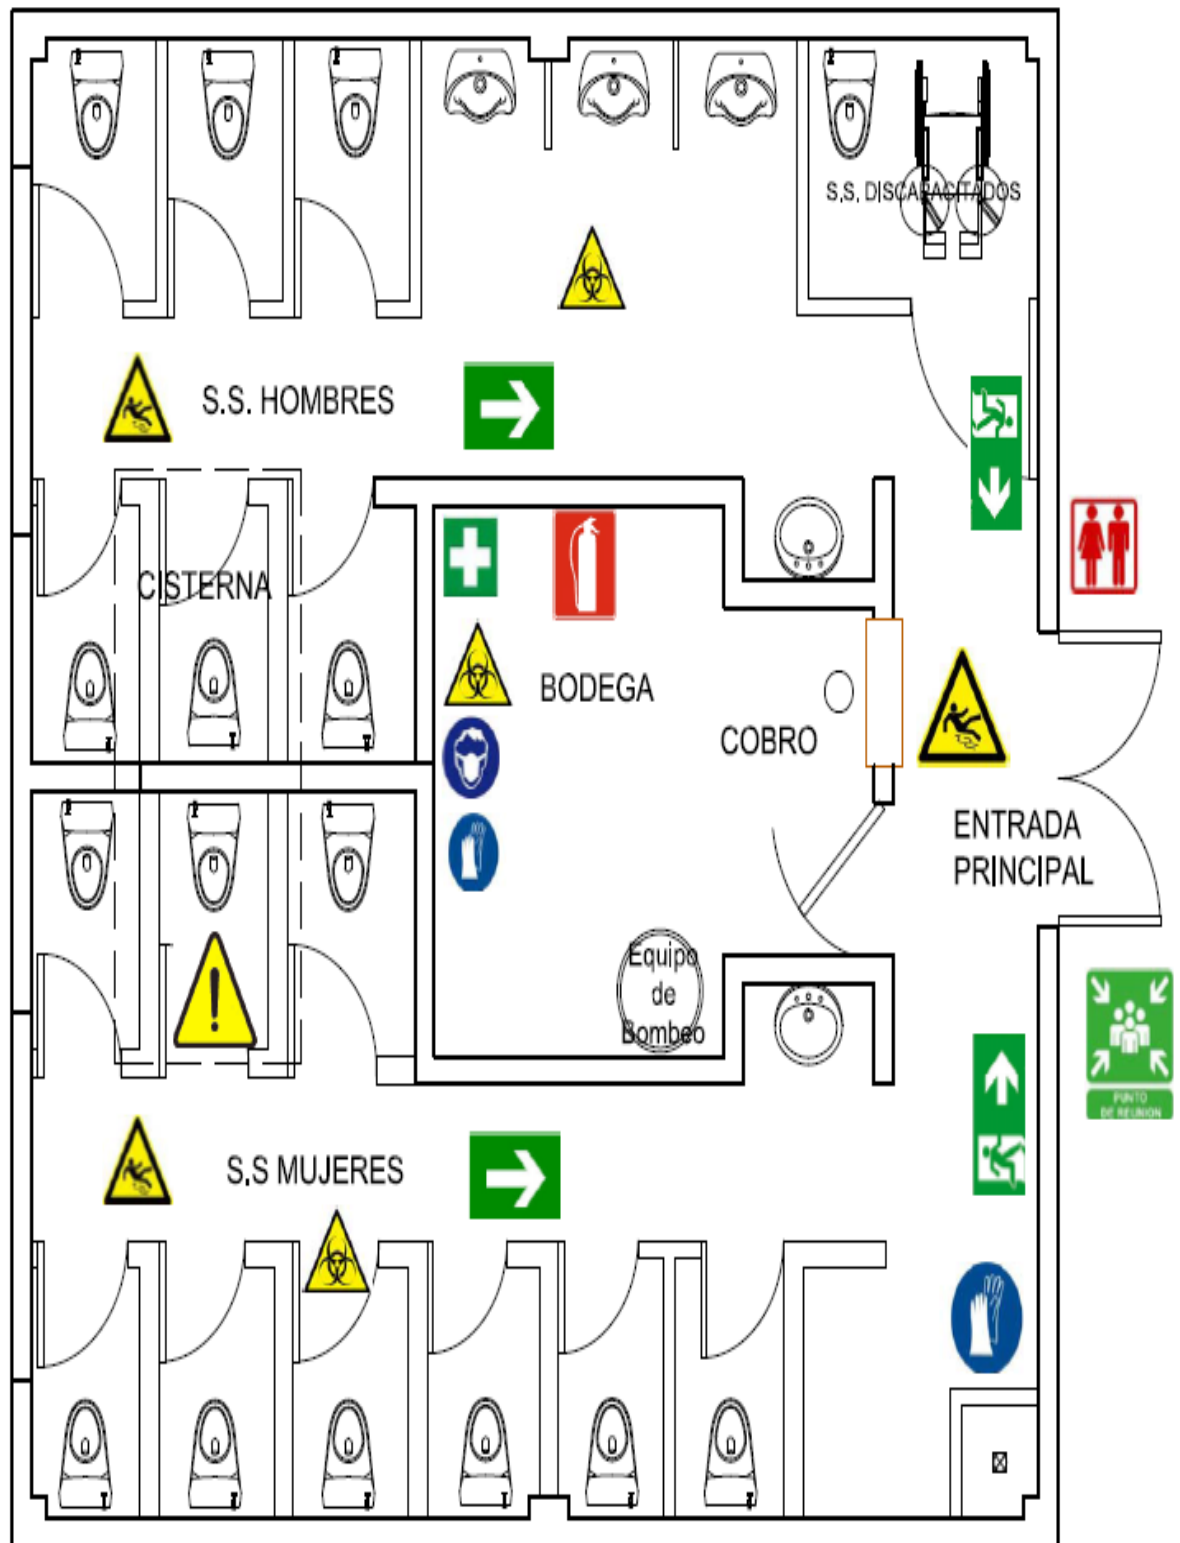 S.S. DISCAPACITADOS
S.S. HOMBRES
CISTERNA
BODEGA
COBRO
ENTRADA
PRINCIPAL
Equipo
de
Bombeo
PUNTO
DE REUNION
S.S MUJERES